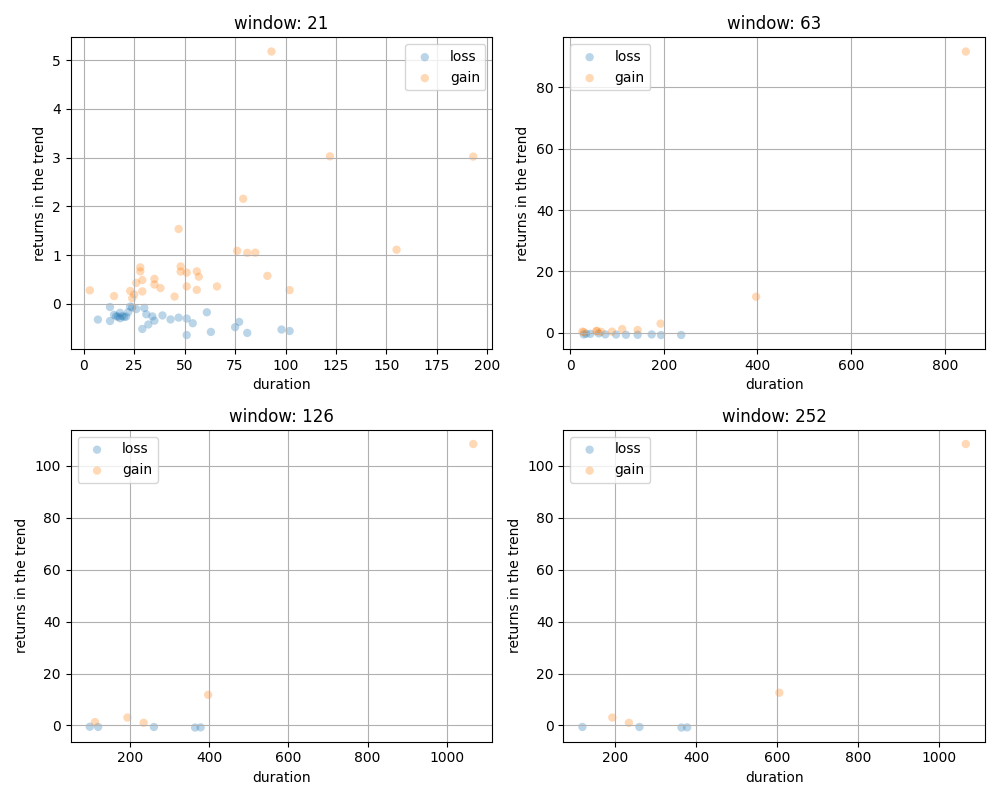 window: 21
loss
gain
5
4
3
2
1
0
returns in the trend
0 25 50 75 100 125 150 175 200
duration
window: 63
loss
gain
80
60
40
20
0
returns in the trend
0 200 400 600 800
duration
window: 126
loss
gain
100
80
60
40
20
0
returns in the trend
200 400 600 800 1000
duration
window: 252
loss
gain
100
80
60
40
20
0
returns in the trend
200 400 600 800 1000
duration